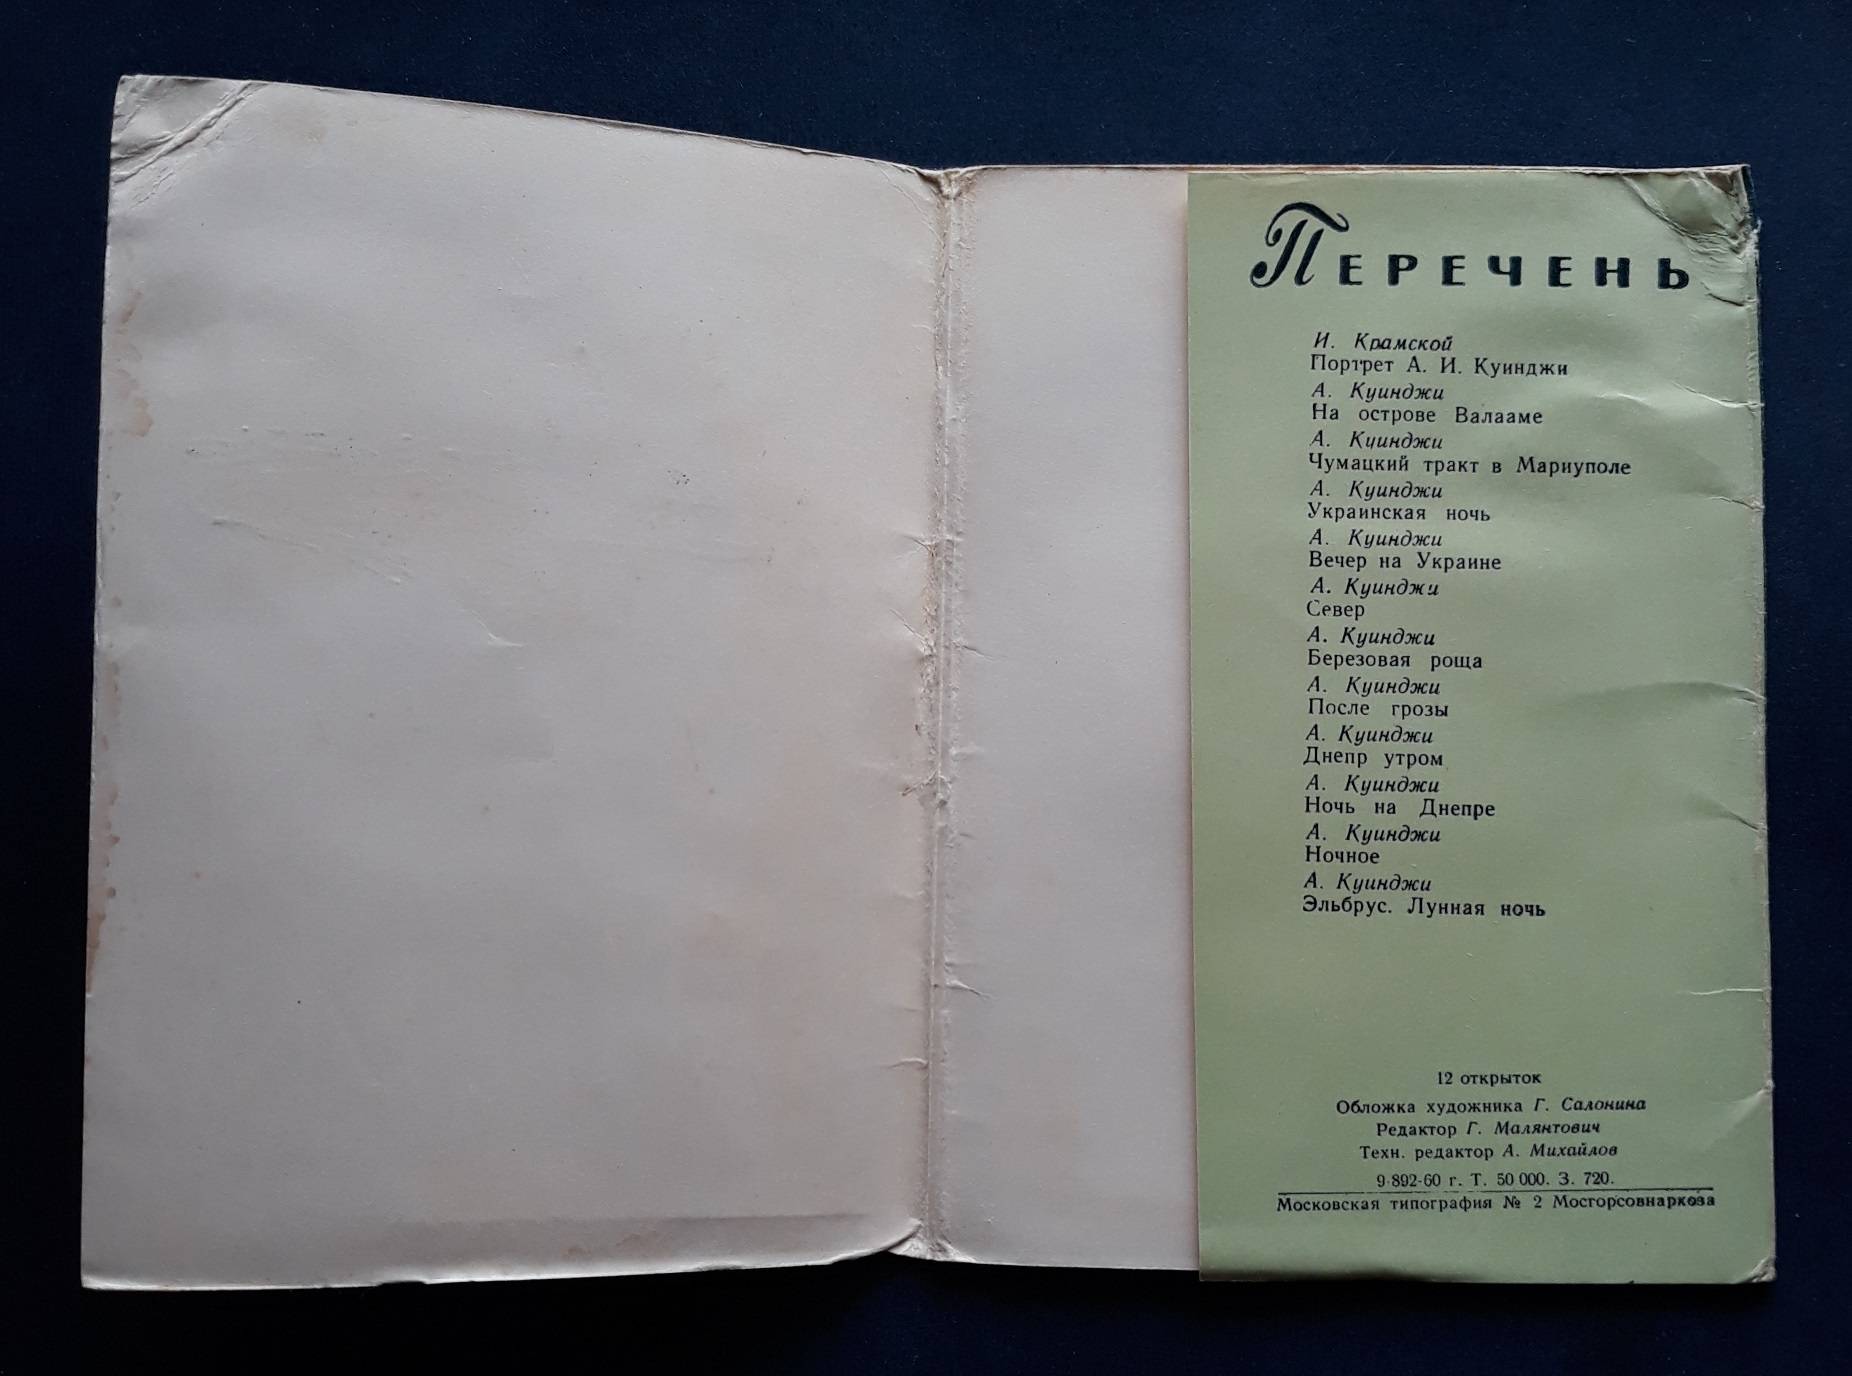 Перечень
И. Крамской
Портрет А. И. Куинджи
А. Куинджи
На острове Валааме
А. Куинджи
Чумацкий тракт в Мариуполе
А. Куинджи
Украинская ночь
А. Куинджи
Вечер на Украине
А. Куинджи
Север
А. Куинджи
Березовая роща
А. Куинджи
После грозы
А. Куинджи
Днепр утром
А. Куинджи
Ночь на Днепре
А. Куинджи
Ночное
А. Куинджи
Эльбрус. Лунная ночь
12 открыток
Обложка художника Г. Салонина
Редактор Г. Малянтович
Техн. редактор А. Михайлов
9-892-60 г. Т. 50 000. З. 720.
Московская типография № 2 Мосгорсовнархоза